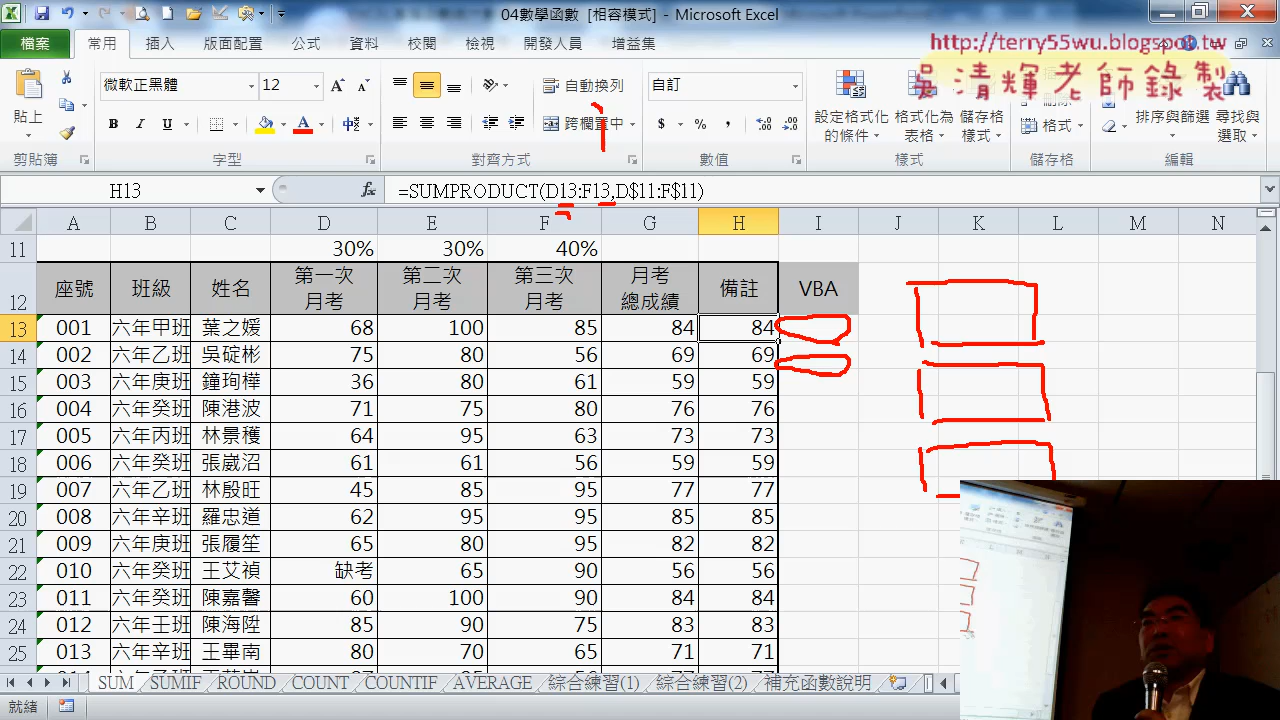 04數學函數 [相容模式] - Microsoft Excel
檔案 常用 插入 版面配置 公式 資料 校閱 檢視 開發人員 增益集
http://terry55wu.blogspot.tw
吳清輝老師錄製
微軟正黑體 12 自動換列 自訂
貼上 跨欄置中 設定格式化的條件 格式化為表格 儲存格樣式 格式 排序與篩選 尋找與選取
剪貼簿 字型 對齊方式 數值 樣式 儲存格 編輯
H13 fx =SUMPRODUCT(D13:F13,D$11:F$11)
A B C D E F G H I J K L M N
11 30% 30% 40%
12 座號 班級 姓名 第一次月考 第二次月考 第三次月考 月考總成績 備註 VBA
13 001 六年甲班 葉之媛 68 100 85 84 84
14 002 六年乙班 吳碇彬 75 80 56 69 69
15 003 六年庚班 鐘珣樺 36 80 61 59 59
16 004 六年癸班 陳港波 71 75 80 76 76
17 005 六年丙班 林景穫 64 95 63 73 73
18 006 六年癸班 張威沼 61 61 56 59 59
19 007 六年乙班 林殷旺 45 85 95 77 77
20 008 六年辛班 羅忠道 62 95 95 85 85
21 009 六年庚班 張履笙 65 80 95 82 82
22 010 六年癸班 王艾禎 缺考 65 90 56 56
23 011 六年癸班 陳嘉馨 60 100 90 84 84
24 012 六年壬班 陳海陞 85 90 75 83 83
25 013 六年辛班 王畢南 80 70 65 71 71
SUM SUMIF ROUND COUNT COUNTIF AVERAGE 綜合練習(1) 綜合練習(2) 補充函數說明
就緒